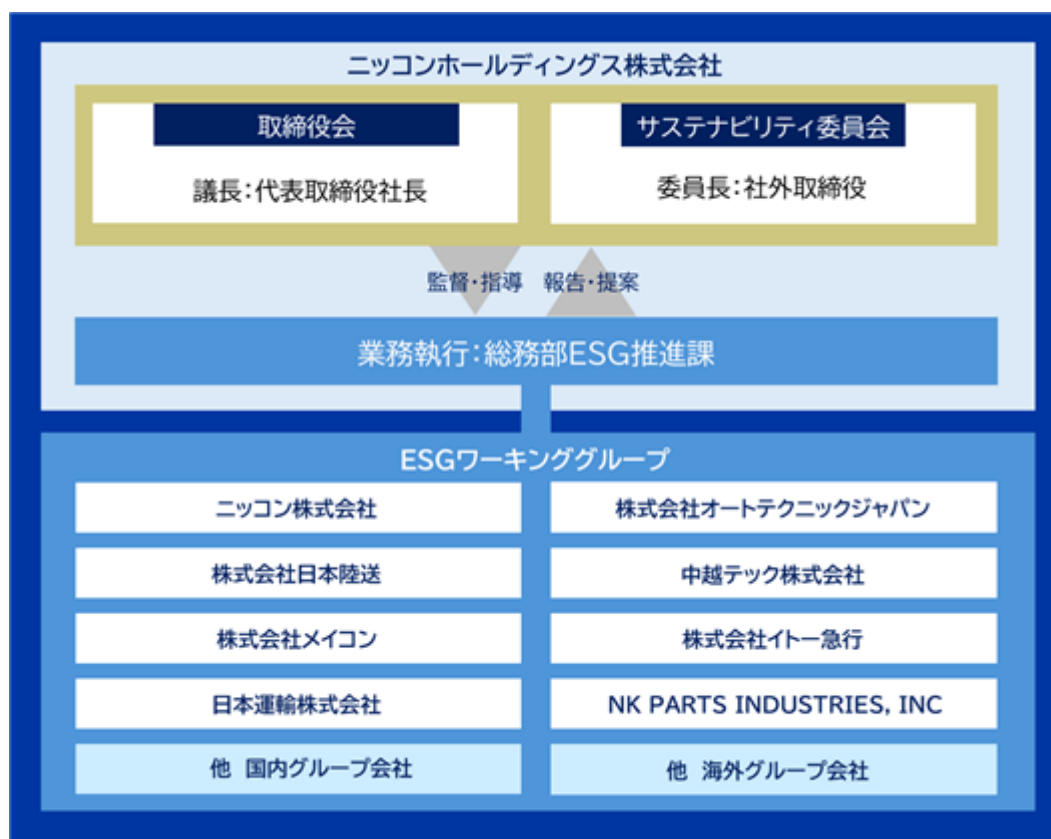 ニッコンホールディングス株式会社
取締役会
議長：代表取締役社長
サステナビリティ委員会
委員長：社外取締役
監督・指導 報告・提案
業務執行：総務部ESG推進課
ESGワーキンググループ
ニッコン株式会社
株式会社オートテクニックジャパン
株式会社日本陸送
中越テック株式会社
株式会社メイコン
株式会社イトー急行
日本運輸株式会社
NK PARTS INDUSTRIES, INC
他 国内グループ会社
他 海外グループ会社